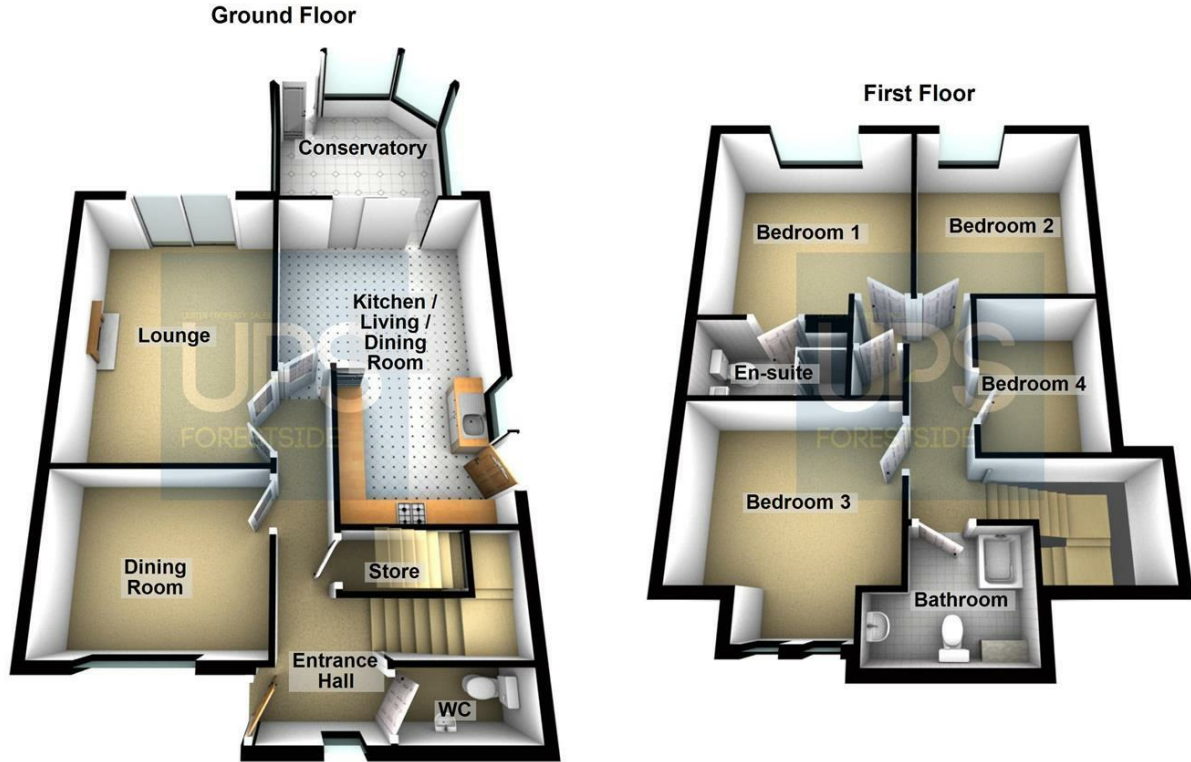 Ground Floor
Conservatory
Lounge
Kitchen /
Living /
Dining
Room
Dining
Room
Store
Entrance
Hall
WC
UPS
FORESTSIDE
First Floor
Bedroom 1
Bedroom 2
En-suite
Bedroom 4
Bedroom 3
Bathroom
UPS
FORESTSIDE